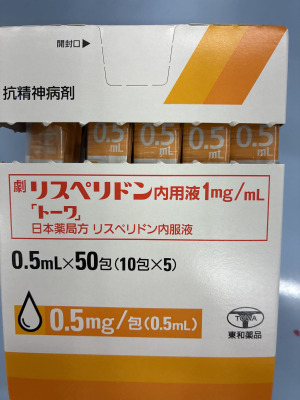 開封口▶
抗精神病剤
0.5 mL
0.5 mL
0.5 mL
0.5 mL
劇 リスペリドン内用液1mg/mL
「トーワ」
日本薬局方 リスペリドン内服液
0.5mL×50包(10包×5)
0.5mg/包(0.5mL)
TOWA
東和薬品